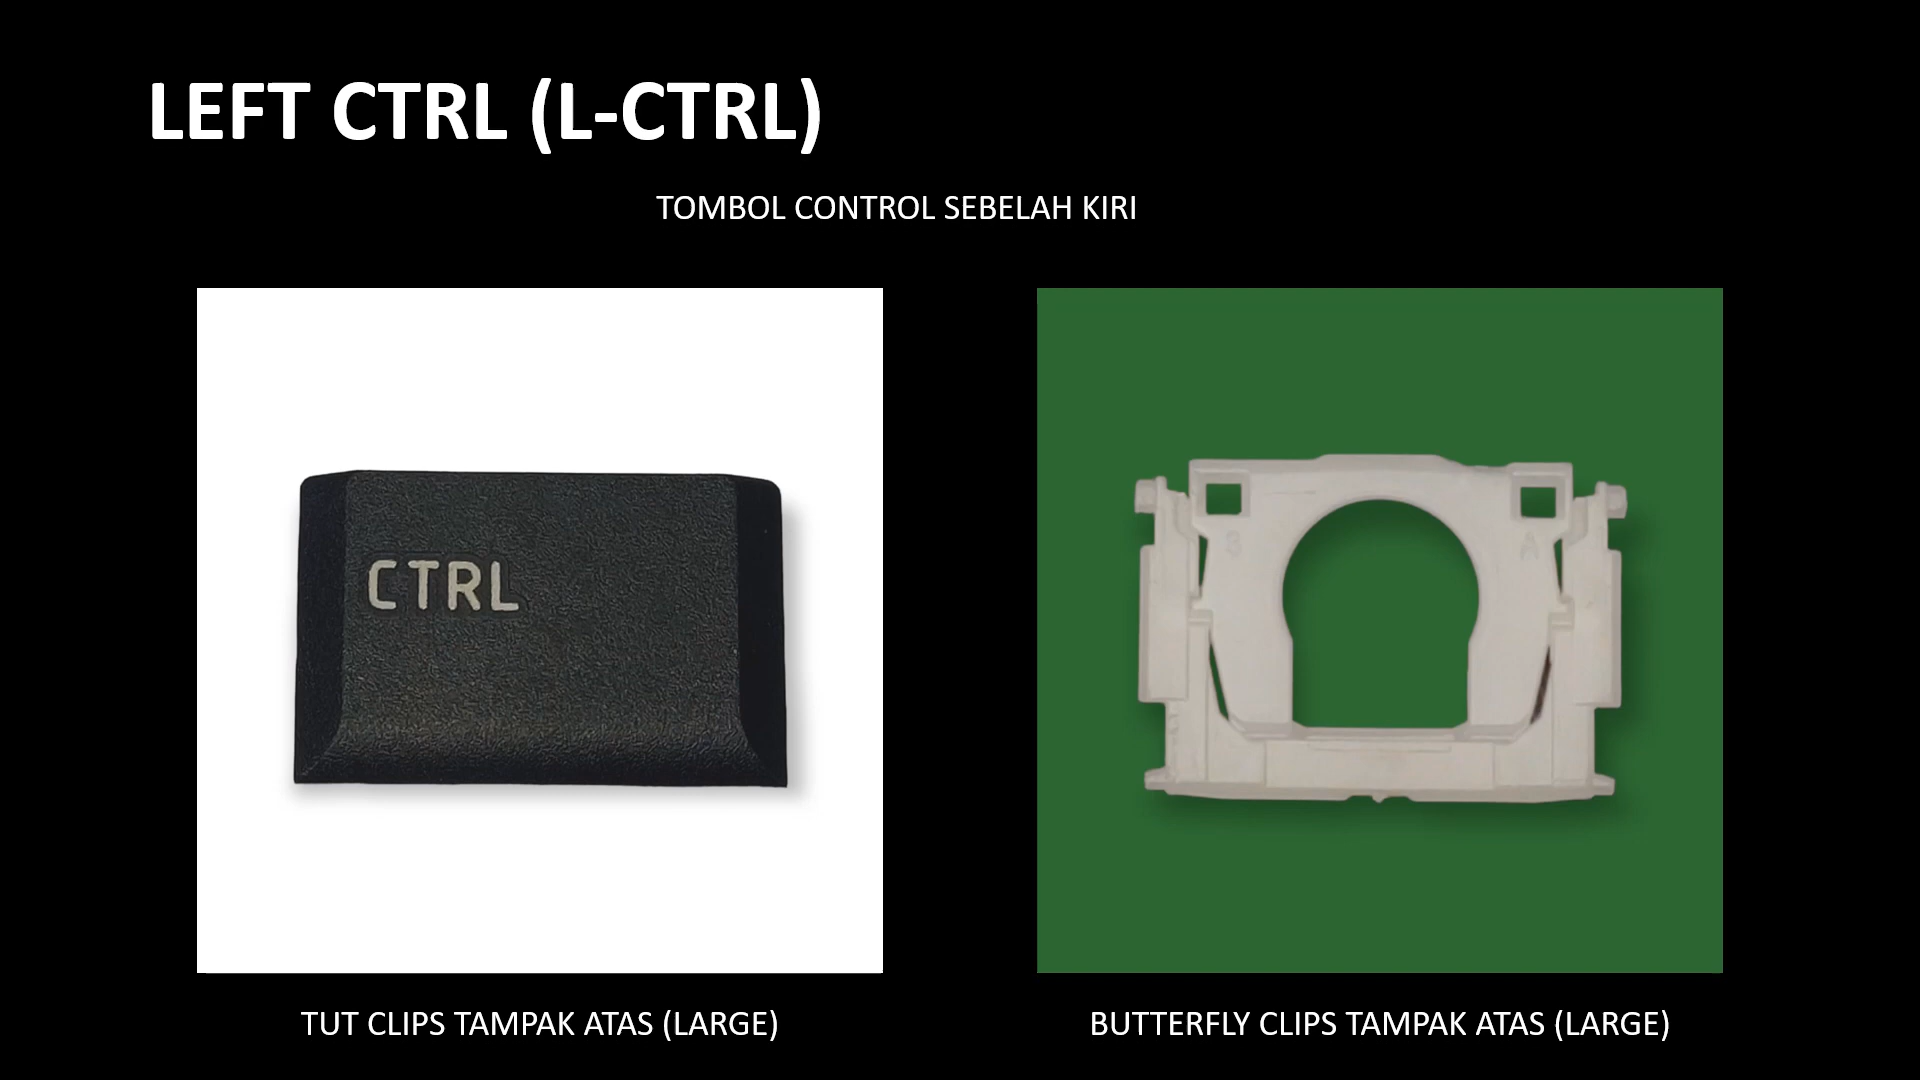 LEFT CTRL (L-CTRL)
TOMBOL CONTROL SEBELAH KIRI
CTRL
TUT CLIPS TAMPAK ATAS (LARGE)
BUTTERFLY CLIPS TAMPAK ATAS (LARGE)